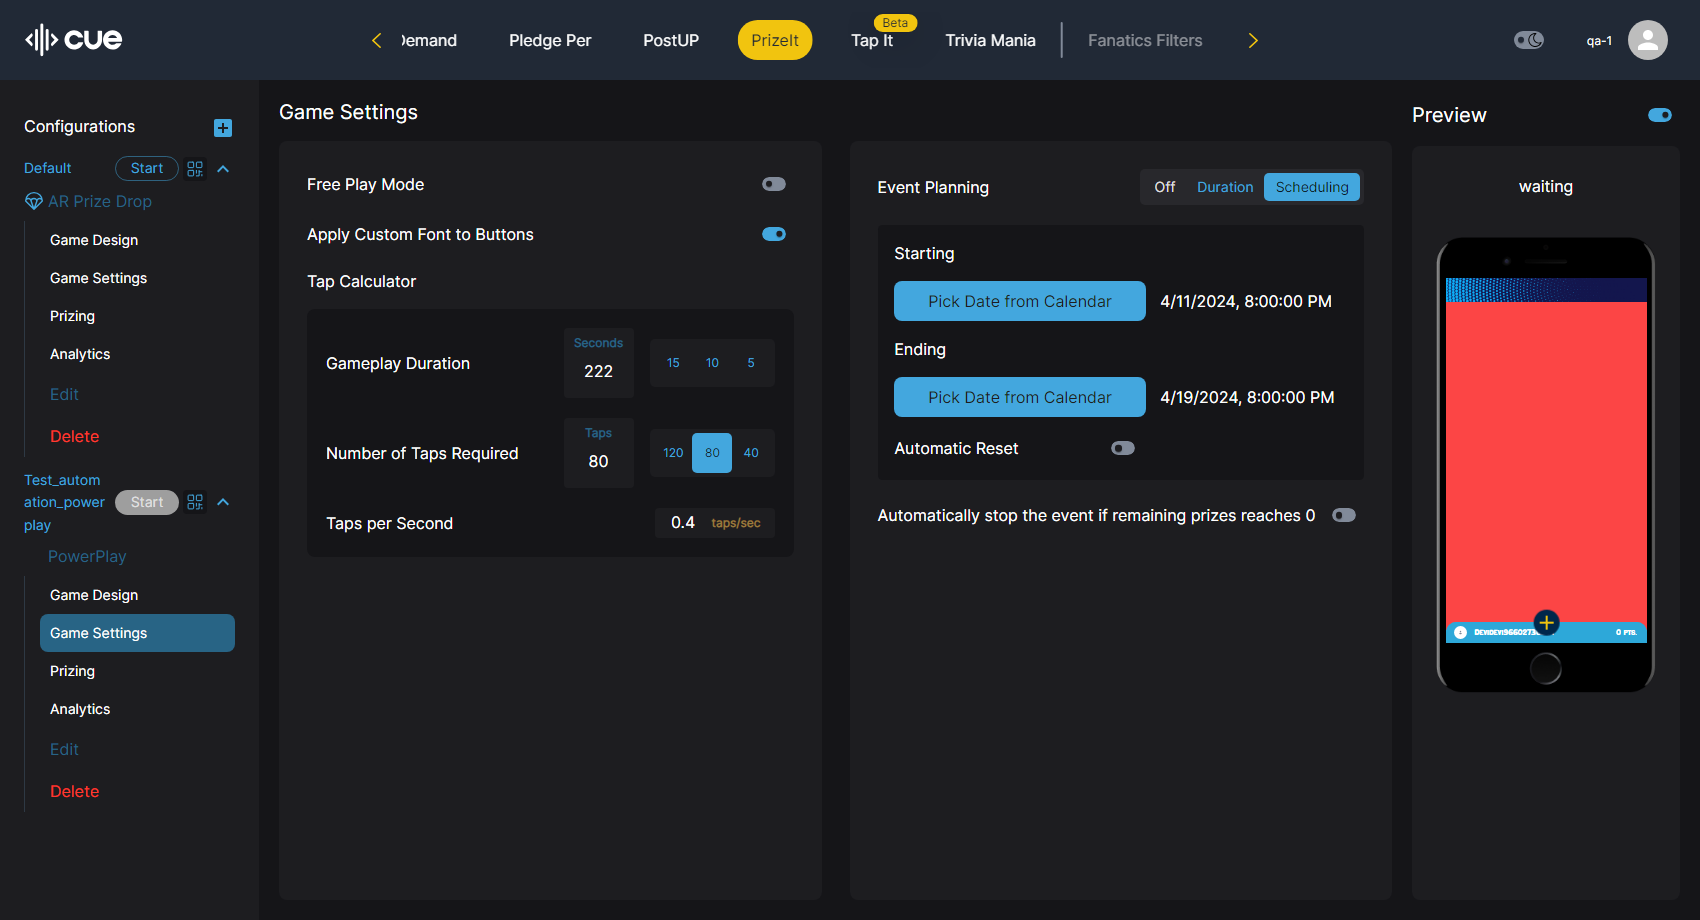 cue
Demand
Pledge Per
PostUP
PrizeIt
Beta
Tap It
Trivia Mania
Fanatics Filters
qa-1
Configurations
Default
Start
AR Prize Drop
Game Design
Game Settings
Prizing
Analytics
Edit
Delete
Test_autom
ation_power
play
Start
PowerPlay
Game Design
Game Settings
Prizing
Analytics
Edit
Delete
Game Settings
Free Play Mode
Apply Custom Font to Buttons
Tap Calculator
Gameplay Duration
Seconds
222
15 10 5
Number of Taps Required
Taps
80
120 80 40
Taps per Second
0.4 taps/sec
Event Planning
Off Duration Scheduling
Starting
Pick Date from Calendar 4/11/2024, 8:00:00 PM
Ending
Pick Date from Calendar 4/19/2024, 8:00:00 PM
Automatic Reset
Automatically stop the event if remaining prizes reaches 0
Preview
waiting
0 PTS.